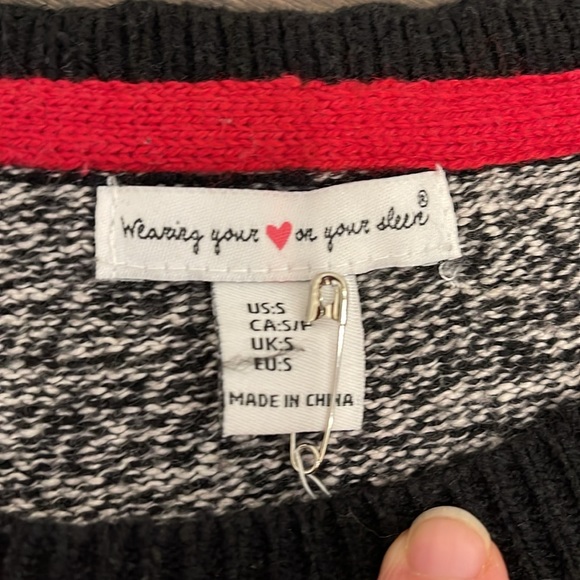 Wearing your ♥ on your sleeve®
US:S
CA:S/P
UK:S
EU:S
MADE IN CHINA